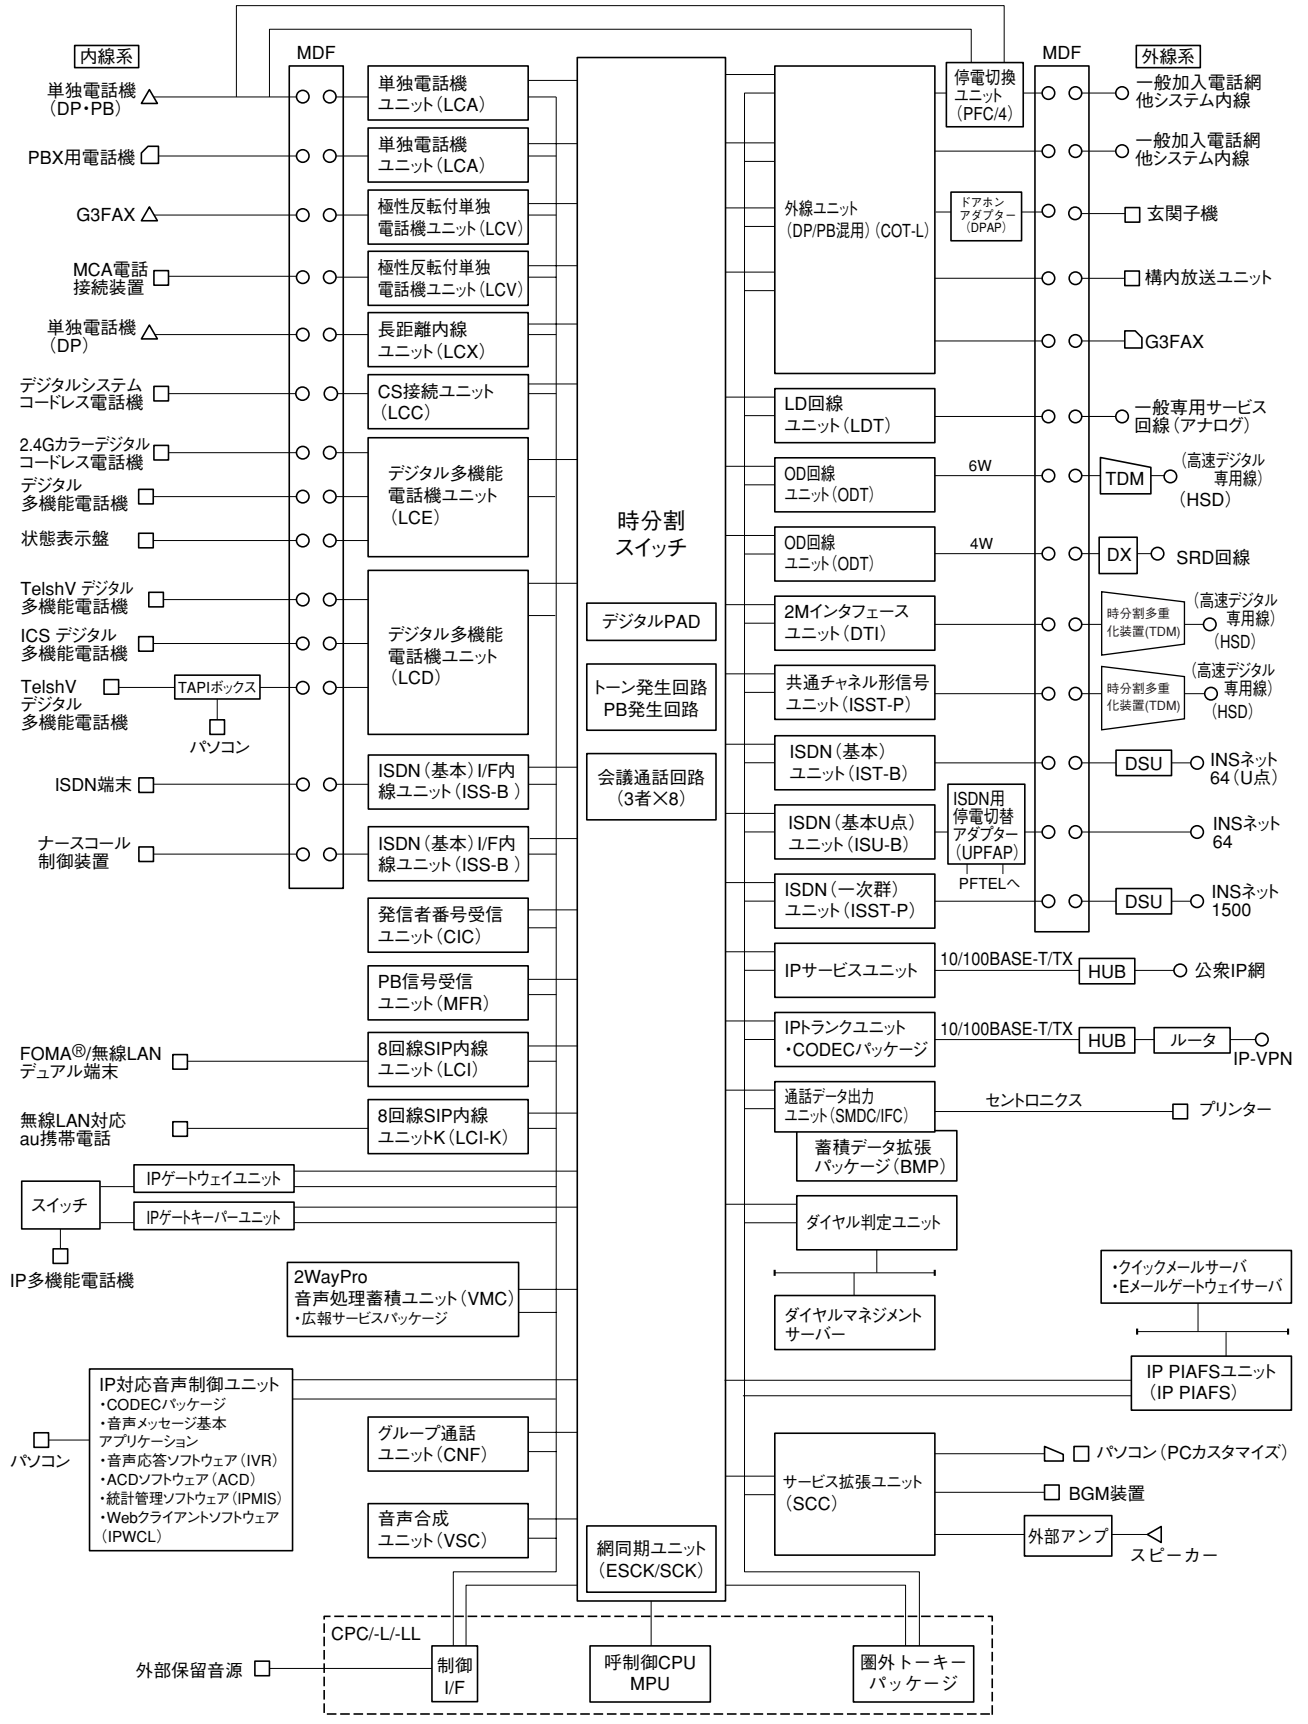 内線系
MDF
MDF
外線系
単独電話機
(DP・PB)
PBX用電話機
G3FAX
MCA電話
接続装置
単独電話機
(DP)
デジタルシステム
コードレス電話機
2.4Gカラーデジタル
コードレス電話機
デジタル
多機能電話機
状態表示盤
TelshV デジタル
多機能電話機
ICS デジタル
多機能電話機
TelshV
デジタル
多機能電話機
TAPIボックス
パソコン
ISDN端末
ナースコール
制御装置
FOMA®/無線LAN
デュアル端末
無線LAN対応
au携帯電話
スイッチ
IPゲートウェイユニット
IPゲートキーパーユニット
IP多機能電話機
単独電話機
ユニット(LCA)
単独電話機
ユニット(LCA)
極性反転付単独
電話機ユニット(LCV)
極性反転付単独
電話機ユニット(LCV)
長距離内線
ユニット(LCX)
CS接続ユニット
(LCC)
デジタル多機能
電話機ユニット
(LCE)
デジタル多機能
電話機ユニット
(LCD)
ISDN(基本)I/F内
線ユニット(ISS-B )
ISDN(基本)I/F内
線ユニット(ISS-B )
発信者番号受信
ユニット(CIC)
PB信号受信
ユニット(MFR)
8回線SIP内線
ユニット(LCI)
8回線SIP内線
ユニットK(LCI-K)
2WayPro
音声処理蓄積ユニット(VMC)
・広報サービスパッケージ
IP対応音声制御ユニット
・CODECパッケージ
・音声メッセージ基本
アプリケーション
・音声応答ソフトウェア(IVR)
・ACDソフトウェア(ACD)
・統計管理ソフトウェア(IPMIS)
・Webクライアントソフトウェア
(IPWCL)
パソコン
グループ通話
ユニット(CNF)
音声合成
ユニット(VSC)
時分割
スイッチ
デジタルPAD
トーン発生回路
PB発生回路
会議通話回路
(3者×8)
網同期ユニット
(ESCK/SCK)
CPC/-L/-LL
外部保留音源
制御
I/F
呼制御CPU
MPU
圏外トーキー
パッケージ
停電切換
ユニット
(PFC/4)
外線ユニット
(DP/PB混用)(COT-L)
ドアホン
アダプター
(DPAP)
LD回線
ユニット(LDT)
OD回線
ユニット(ODT)
6W
OD回線
ユニット(ODT)
4W
2Mインタフェース
ユニット(DTI)
共通チャネル形信号
ユニット(ISST-P)
ISDN(基本)
ユニット(IST-B)
ISDN(基本U点)
ユニット(ISU-B)
ISDN用
停電切替
アダプター
(UPFAP)
PFTELへ
ISDN(一次群)
ユニット(ISST-P)
IPサービスユニット
10/100BASE-T/TX
HUB
公衆IP網
IPトランクユニット
・CODECパッケージ
10/100BASE-T/TX
HUB
ルータ
IP-VPN
通話データ出力
ユニット(SMDC/IFC)
セントロニクス
プリンター
蓄積データ拡張
パッケージ(BMP)
ダイヤル判定ユニット
ダイヤルマネジメント
サーバー
・クイックメールサーバ
・Eメールゲートウェイサーバ
IP PIAFSユニット
(IP PIAFS)
サービス拡張ユニット
(SCC)
パソコン(PCカスタマイズ)
BGM装置
外部アンプ
スピーカー
一般加入電話網
他システム内線
一般加入電話網
他システム内線
玄関子機
構内放送ユニット
G3FAX
一般専用サービス
回線(アナログ)
TDM
(高速デジタル
専用線)
(HSD)
DX
SRD回線
時分割多重
化装置(TDM)
(高速デジタル
専用線)
(HSD)
時分割多重
化装置(TDM)
(高速デジタル
専用線)
(HSD)
DSU
INSネット
64(U点)
INSネット
64
DSU
INSネット
1500